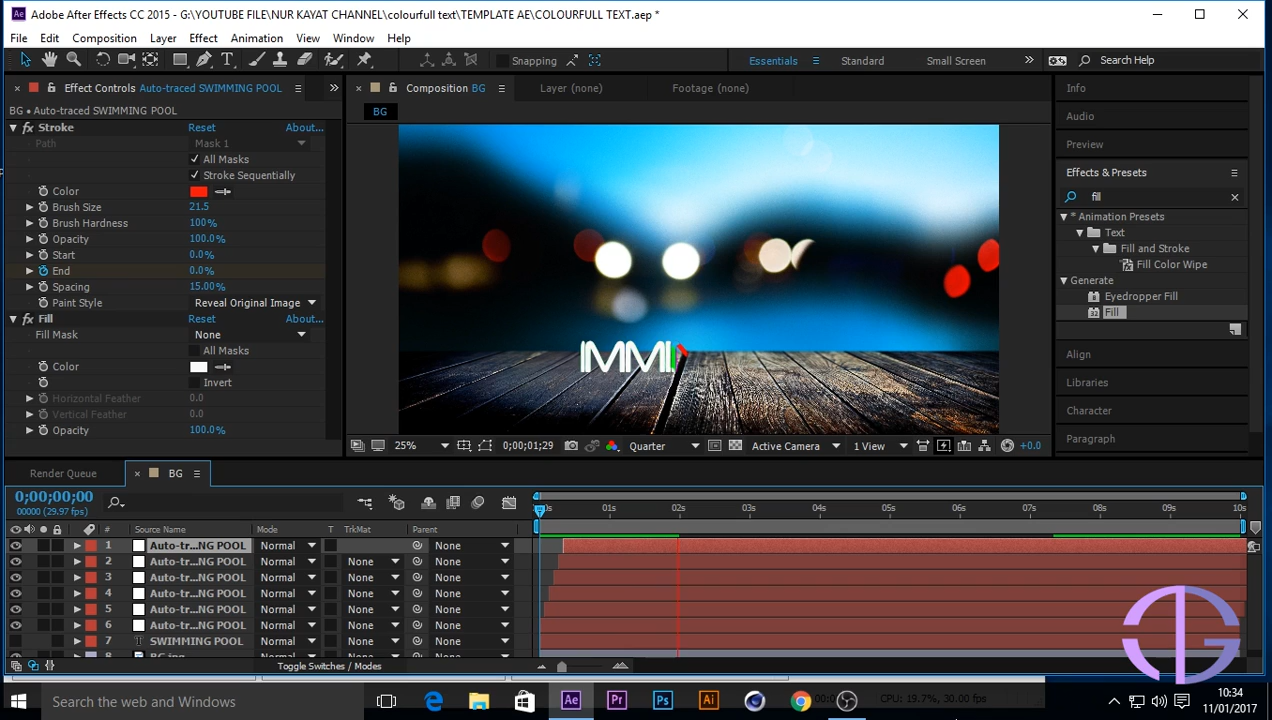 Adobe After Effects CC 2015 - G:\YOUTUBE FILE\NUR KAYAT CHANNEL\colourfull text\TEMPLATE AE\COLOURFULL TEXT.aep *
File Edit Composition Layer Effect Animation View Window Help
Snapping Essentials Standard Small Screen Search Help
Effect Controls Auto-traced SWIMMING POOL
BG • Auto-traced SWIMMING POOL
Stroke Reset About...
Path Mask 1
All Masks
Stroke Sequentially
Color
Brush Size 21.5
Brush Hardness 100%
Opacity 100.0%
Start 0.0%
End 0.0%
Spacing 15.00%
Paint Style Reveal Original Image
Fill Reset About...
Fill Mask None
All Masks
Color
Invert
Horizontal Feather 0.0
Vertical Feather 0.0
Opacity 100.0%
Composition BG Layer (none) Footage (none)
BG
IMMI
25% 0;00;01;29 Quarter Active Camera 1 View +0.0
Info
Audio
Preview
Effects & Presets
fill
* Animation Presets
Text
Fill and Stroke
Fill Color Wipe
Generate
Eyedropper Fill
Fill
Align
Libraries
Character
Paragraph
Render Queue BG
0;00;00;00
00000 (29.97 fps)
01s 02s 03s 04s 05s 06s 07s 08s 09s 10s
# Source Name Mode T TrkMat Parent
1 Auto-tr...NG POOL Normal None
2 Auto-tr...NG POOL Normal None None
3 Auto-tr...NG POOL Normal None None
4 Auto-tr...NG POOL Normal None None
5 Auto-tr...NG POOL Normal None None
6 Auto-tr...NG POOL Normal None None
7 T SWIMMING POOL Normal None None
8 BG.jpg
Toggle Switches / Modes
Search the web and Windows
Ae Pr Ps Ai
CPU: 19.7%, 30.00 fps
10:34
11/01/2017